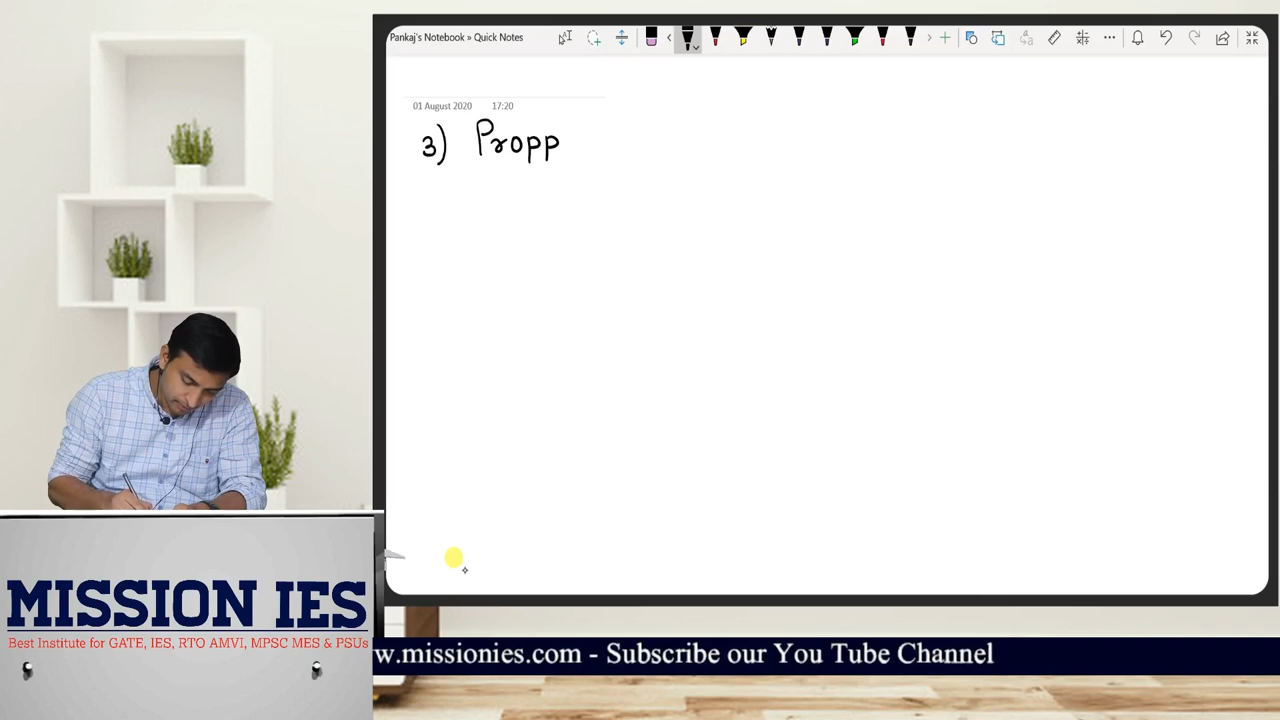 Pankaj's Notebook » Quick Notes
01 August 2020 17:20
3) Propp
MISSION IES
Best Institute for GATE, IES, RTO AMVI, MPSC MES & PSUs
w.missionies.com - Subscribe our You Tube Channel